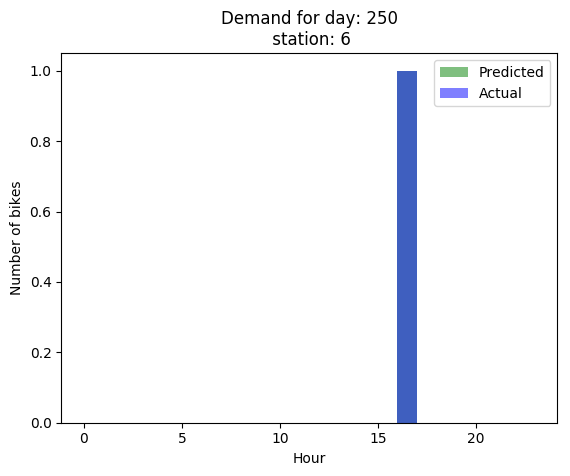 Demand for day: 250
station: 6
Predicted
Actual
1.0
0.8
0.6
0.4
0.2
0.0
Number of bikes
0
5
10
15
20
Hour